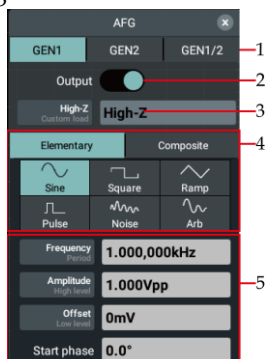 AFG
GEN1 GEN2 GEN1/2 1
Output 2
High-Z Custom load High-Z 3
Elementary Composite 4
Sine Square Ramp
Pulse Noise Arb
Frequency Period 1.000,000kHz
Amplitude High level 1.000Vpp 5
Offset Low level 0mV
Start phase 0.0°